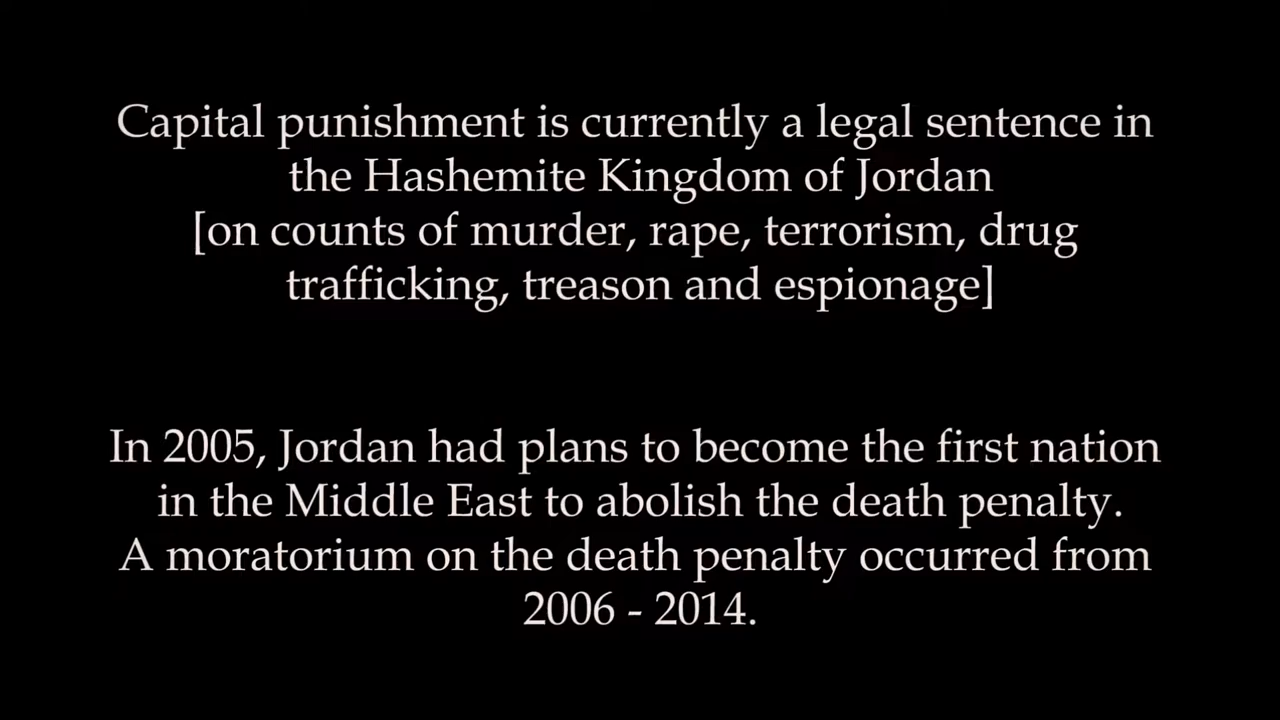 Capital punishment is currently a legal sentence in
the Hashemite Kingdom of Jordan
[on counts of murder, rape, terrorism, drug
trafficking, treason and espionage]
In 2005, Jordan had plans to become the first nation
in the Middle East to abolish the death penalty.
A moratorium on the death penalty occurred from
2006 - 2014.